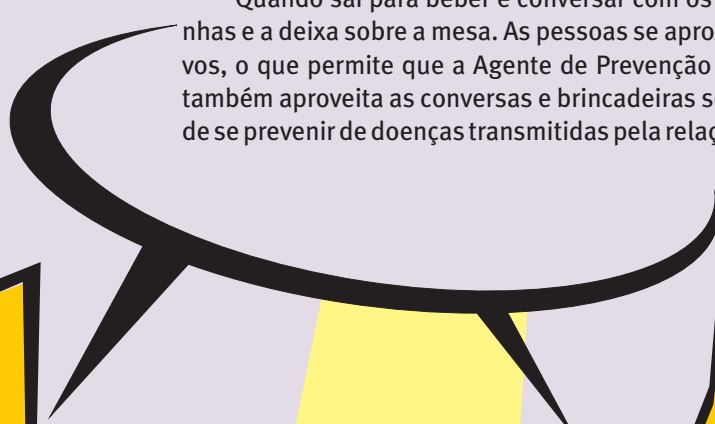 Quando sai para beber e conversar com os
nhas e a deixa sobre a mesa. As pessoas se apro
vos, o que permite que a Agente de Prevenção
também aproveita as conversas e brincadeiras s
de se prevenir de doenças transmitidas pela relaç